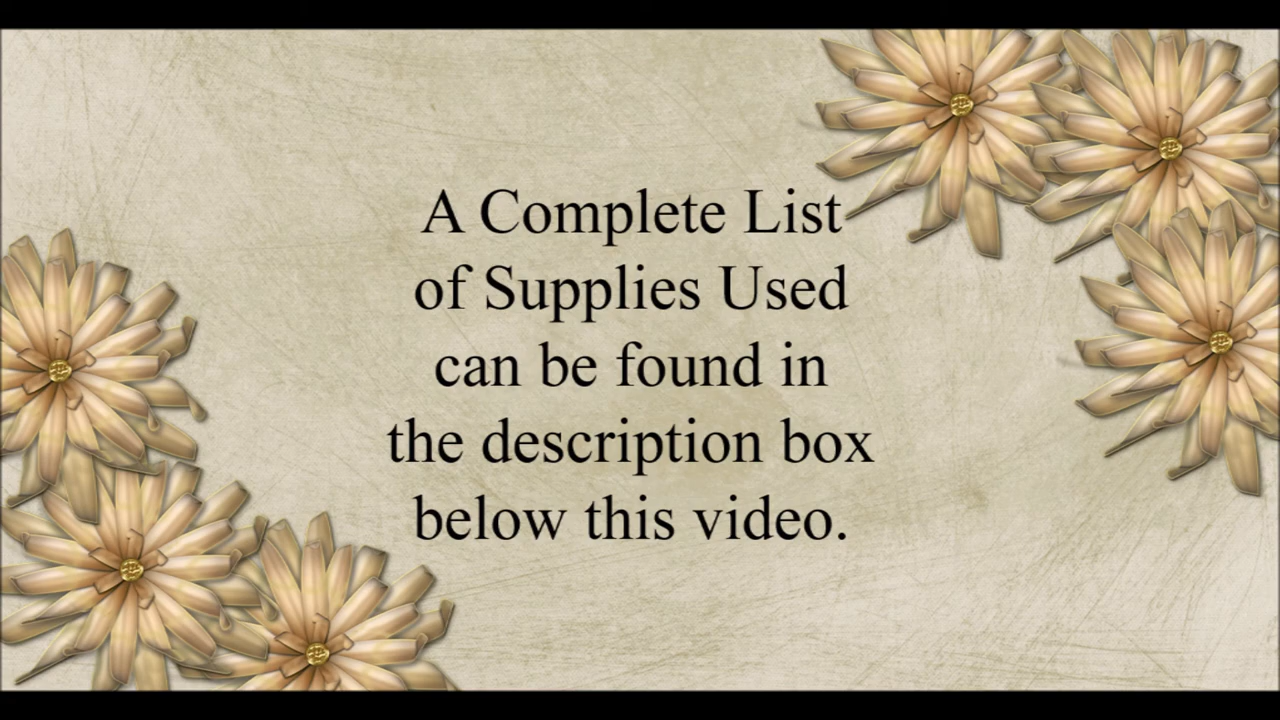 A Complete List
of Supplies Used
can be found in
the description box
below this video.